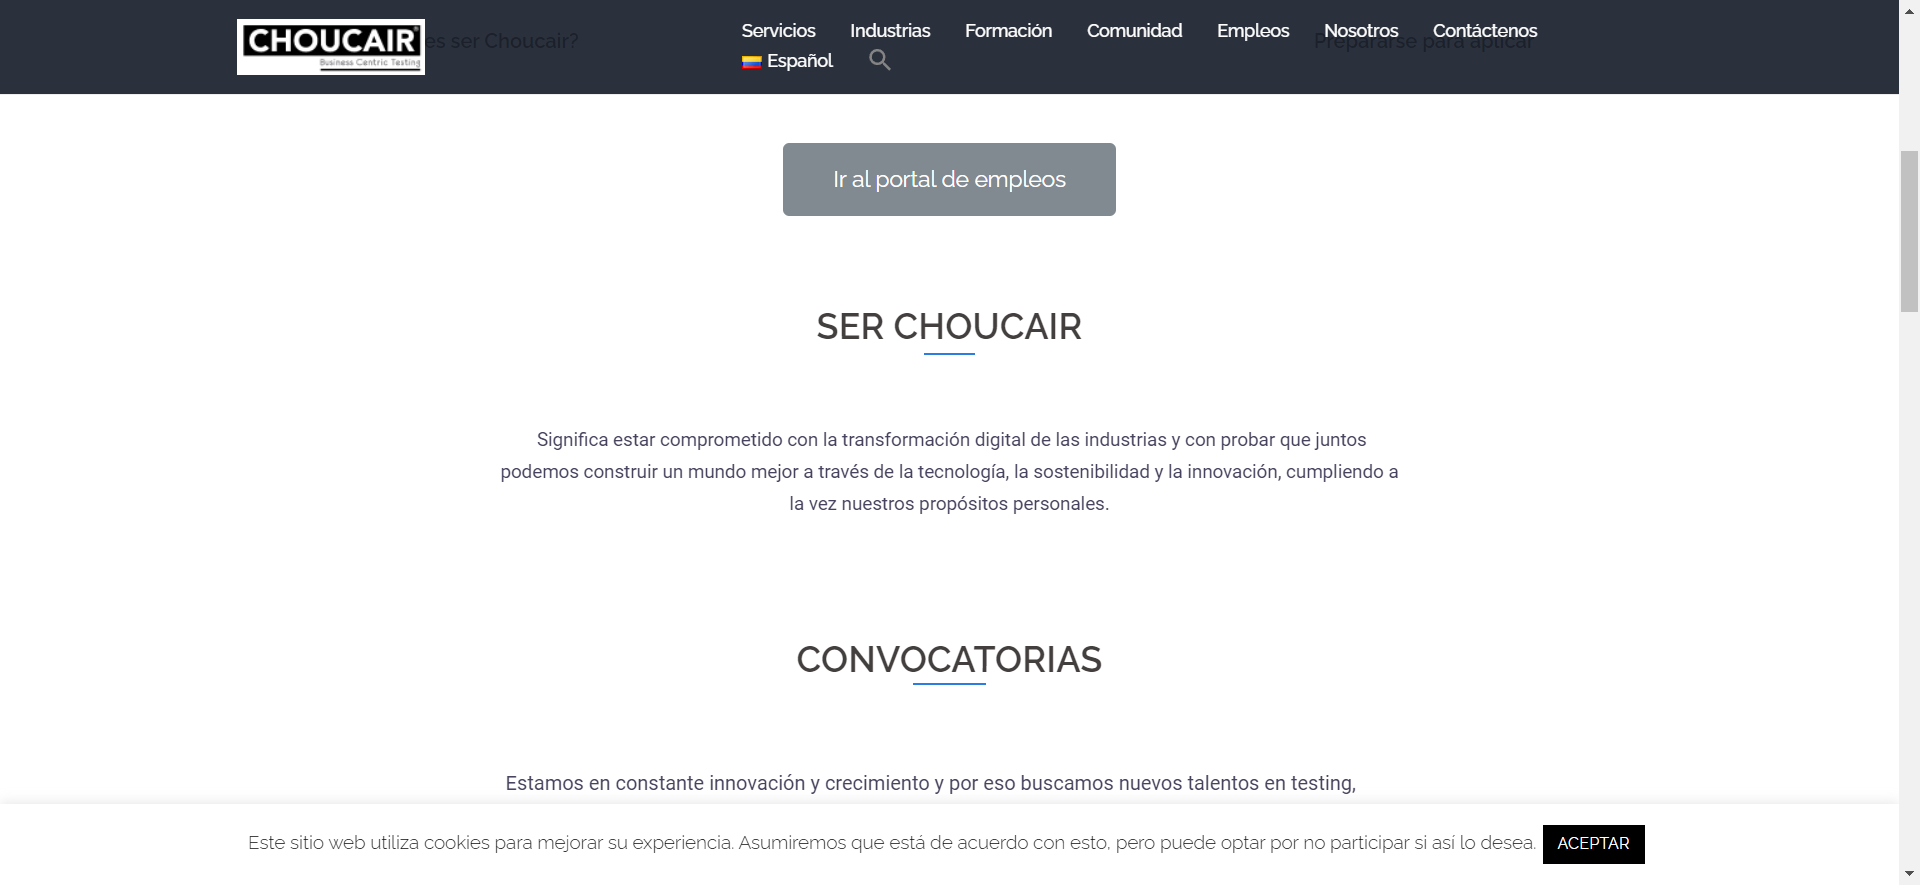 CHOUCAIR
Business Centric Testing
es ser Choucair?
Servicios Industrias Formación Comunidad Empleos Nosotros Contáctenos
Prepararse para aplicar
Español
Ir al portal de empleos
SER CHOUCAIR
Significa estar comprometido con la transformación digital de las industrias y con probar que juntos
podemos construir un mundo mejor a través de la tecnología, la sostenibilidad y la innovación, cumpliendo a
la vez nuestros propósitos personales.
CONVOCATORIAS
Estamos en constante innovación y crecimiento y por eso buscamos nuevos talentos en testing,
Este sitio web utiliza cookies para mejorar su experiencia. Asumiremos que está de acuerdo con esto, pero puede optar por no participar si así lo desea. ACEPTAR